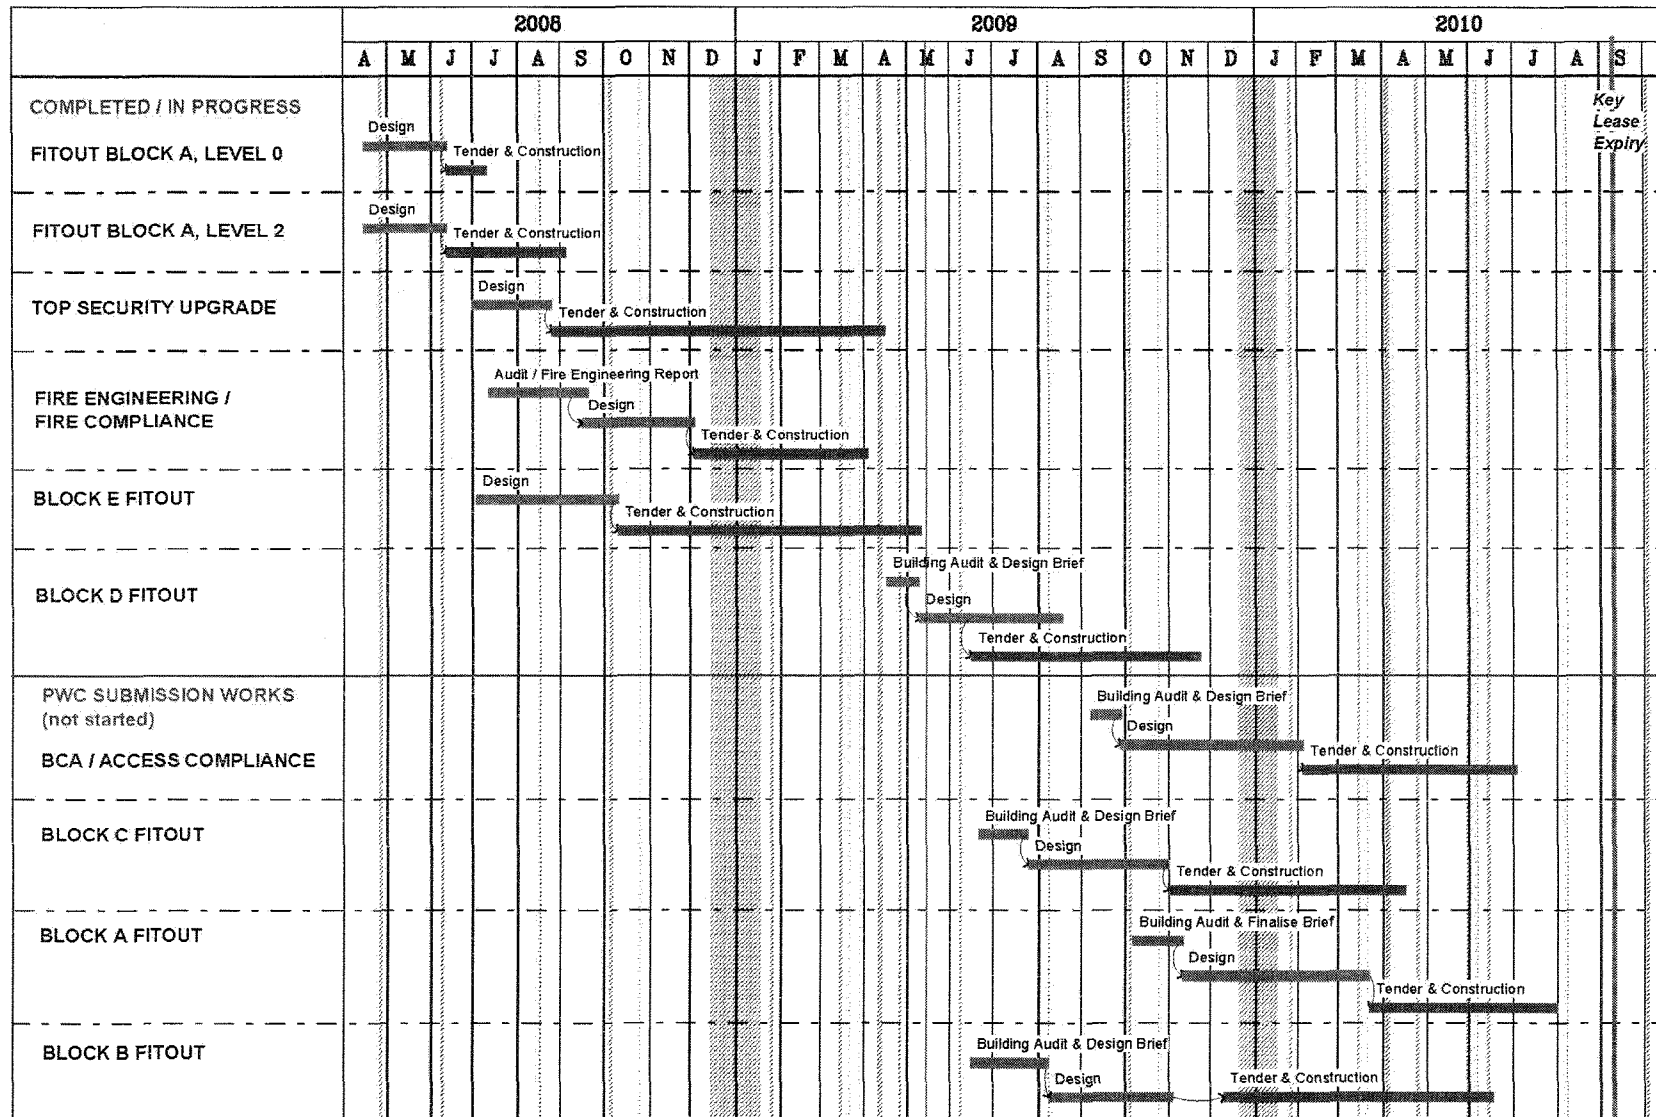 2008 2009 2010
A M J J A S O N D J F M A M J J A S O N D J F M A M J J A S
COMPLETED / IN PROGRESS
Key
Lease
Expiry
Design
FITOUT BLOCK A, LEVEL 0
Tender & Construction
Design
FITOUT BLOCK A, LEVEL 2
Tender & Construction
Design
TOP SECURITY UPGRADE
Tender & Construction
Audit / Fire Engineering Report
FIRE ENGINEERING /
FIRE COMPLIANCE
Design
Tender & Construction
Design
BLOCK E FITOUT
Tender & Construction
Building Audit & Design Brief
BLOCK D FITOUT
Design
Tender & Construction
PWC SUBMISSION WORKS
(not started)
Building Audit & Design Brief
Design
BCA / ACCESS COMPLIANCE
Tender & Construction
Building Audit & Design Brief
BLOCK C FITOUT
Design
Tender & Construction
Building Audit & Finalise Brief
BLOCK A FITOUT
Design
Tender & Construction
Building Audit & Design Brief
BLOCK B FITOUT
Design
Tender & Construction